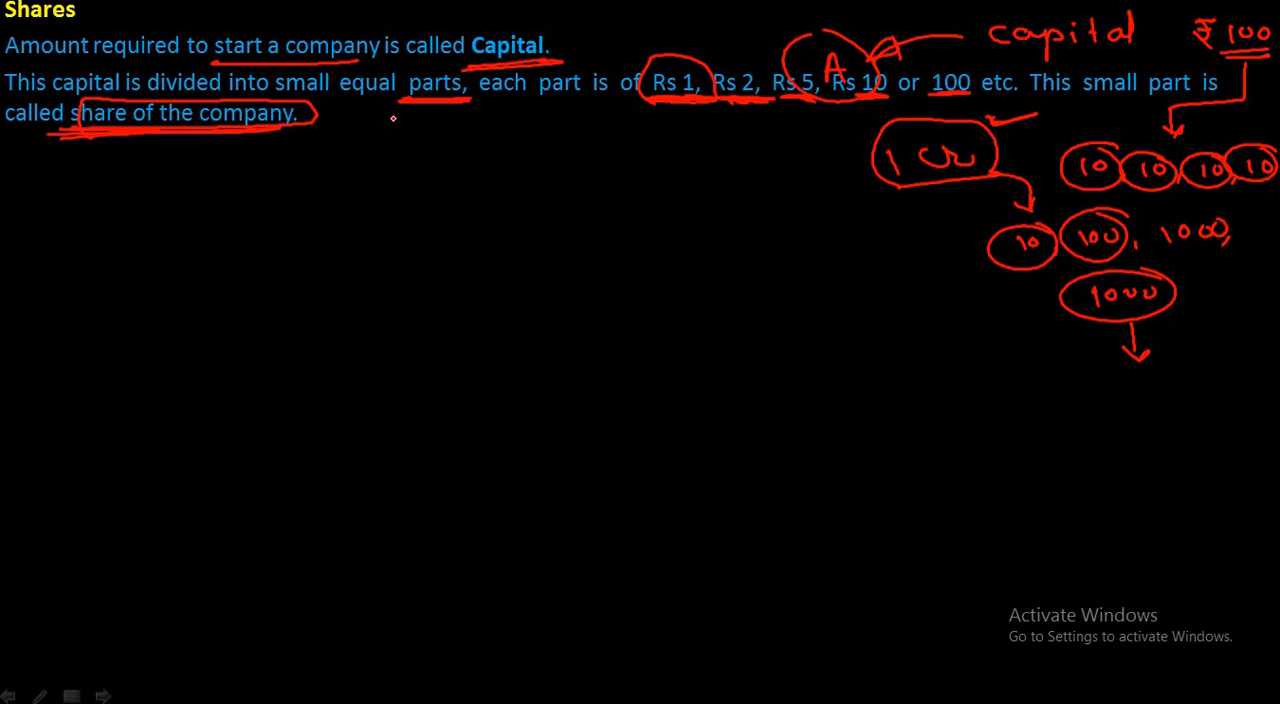 Shares
Amount required to start a company is called Capital.
capital ₹100
This capital is divided into small equal parts, each part is of Rs 1, Rs 2, Rs 5, Rs 10 or 100 etc. This small part is
A
called share of the company.
1 cr
10 10, 10, 10
10 100, 1000,
1000
Activate Windows
Go to Settings to activate Windows.